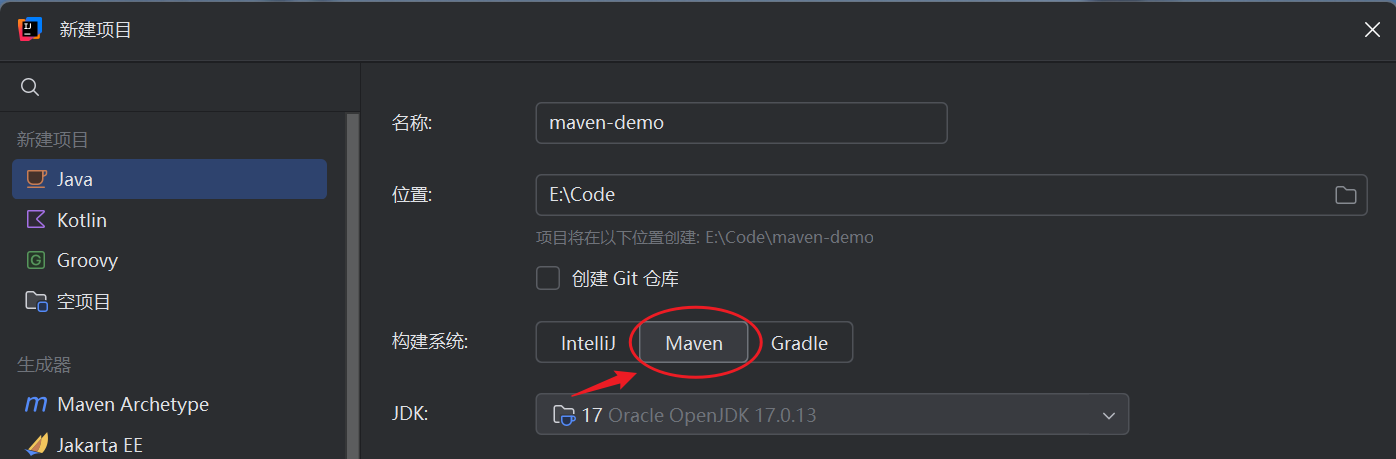 新建项目
新建项目
Java
Kotlin
Groovy
空项目
生成器
Maven Archetype
Jakarta EE
名称: maven-demo
位置: E:\Code
项目将在以下位置创建: E:\Code\maven-demo
创建 Git 仓库
构建系统: IntelliJ Maven Gradle
JDK: 17 Oracle OpenJDK 17.0.13